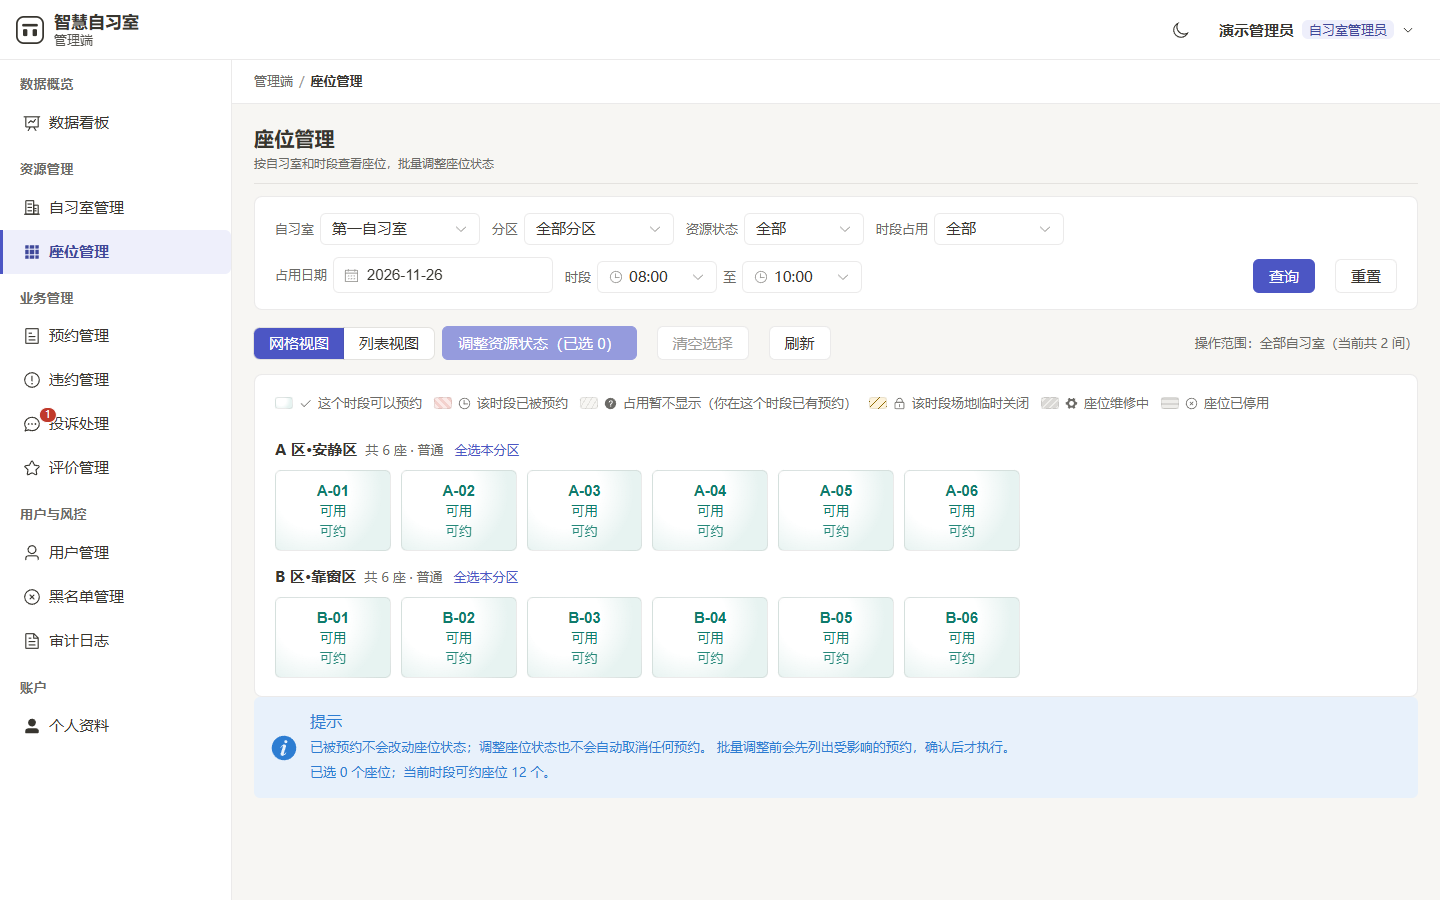 智慧自习室
管理端
演示管理员 自习室管理员
数据概览
数据看板
资源管理
自习室管理
座位管理
业务管理
预约管理
违约管理
1
投诉处理
评价管理
用户与风控
用户管理
黑名单管理
审计日志
账户
个人资料
管理端 / 座位管理
座位管理
按自习室和时段查看座位，批量调整座位状态
自习室 第一自习室 分区 全部分区 资源状态 全部 时段占用 全部
占用日期 2026-11-26 时段 08:00 至 10:00 查询 重置
网格视图 列表视图 调整资源状态（已选 0） 清空选择 刷新 操作范围：全部自习室（当前共 2 间）
这个时段可以预约 该时段已被预约 占用暂不显示（你在这个时段已有预约） 该时段场地临时关闭 座位维修中 座位已停用
A 区·安静区 共 6 座 · 普通 全选本分区
A-01 A-02 A-03 A-04 A-05 A-06
可用 可用 可用 可用 可用 可用
可约 可约 可约 可约 可约 可约
B 区·靠窗区 共 6 座 · 普通 全选本分区
B-01 B-02 B-03 B-04 B-05 B-06
可用 可用 可用 可用 可用 可用
可约 可约 可约 可约 可约 可约
提示
已被预约不会改动座位状态；调整座位状态也不会自动取消任何预约。 批量调整前会先列出受影响的预约，确认后才执行。
已选 0 个座位；当前时段可约座位 12 个。